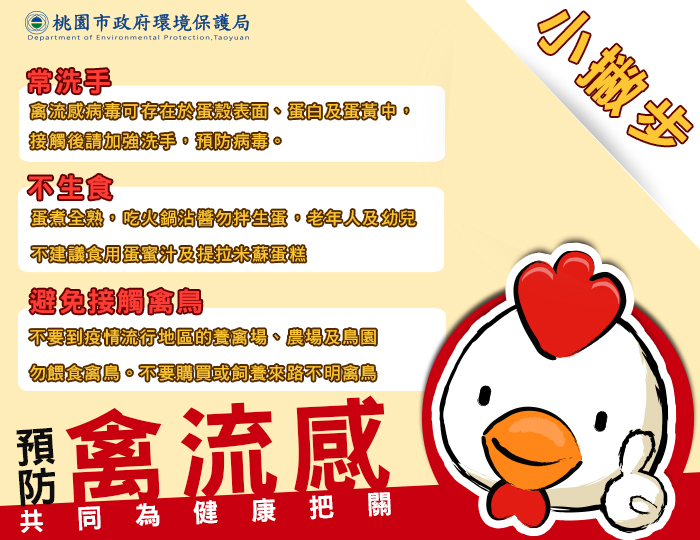 桃園市政府環境保護局
Department of Environmental Protection,Taoyuan
小撇步
常洗手
禽流感病毒可存在於蛋殼表面、蛋白及蛋黃中，
接觸後請加強洗手，預防病毒。
不生食
蛋煮全熟，吃火鍋沾醬勿拌生蛋，老年人及幼兒
不建議食用蛋蜜汁及提拉米蘇蛋糕
避免接觸禽鳥
不要到疫情流行地區的養禽場、農場及鳥園
勿餵食禽鳥。不要購買或飼養來路不明禽鳥
預防
禽流感
共同為健康把關